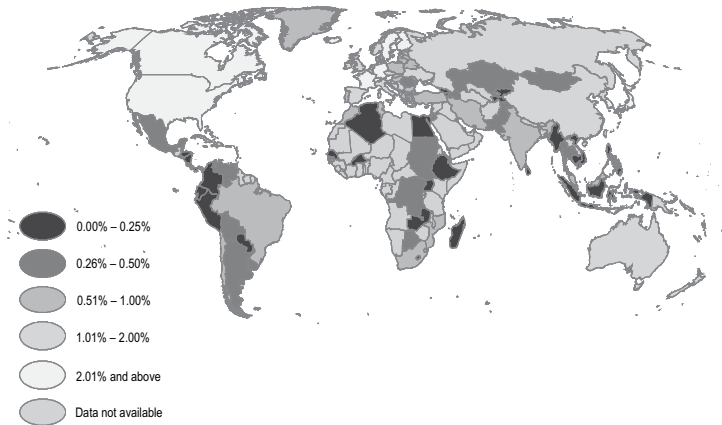 0.00% – 0.25%
0.26% – 0.50%
0.51% – 1.00%
1.01% – 2.00%
2.01% and above
Data not available